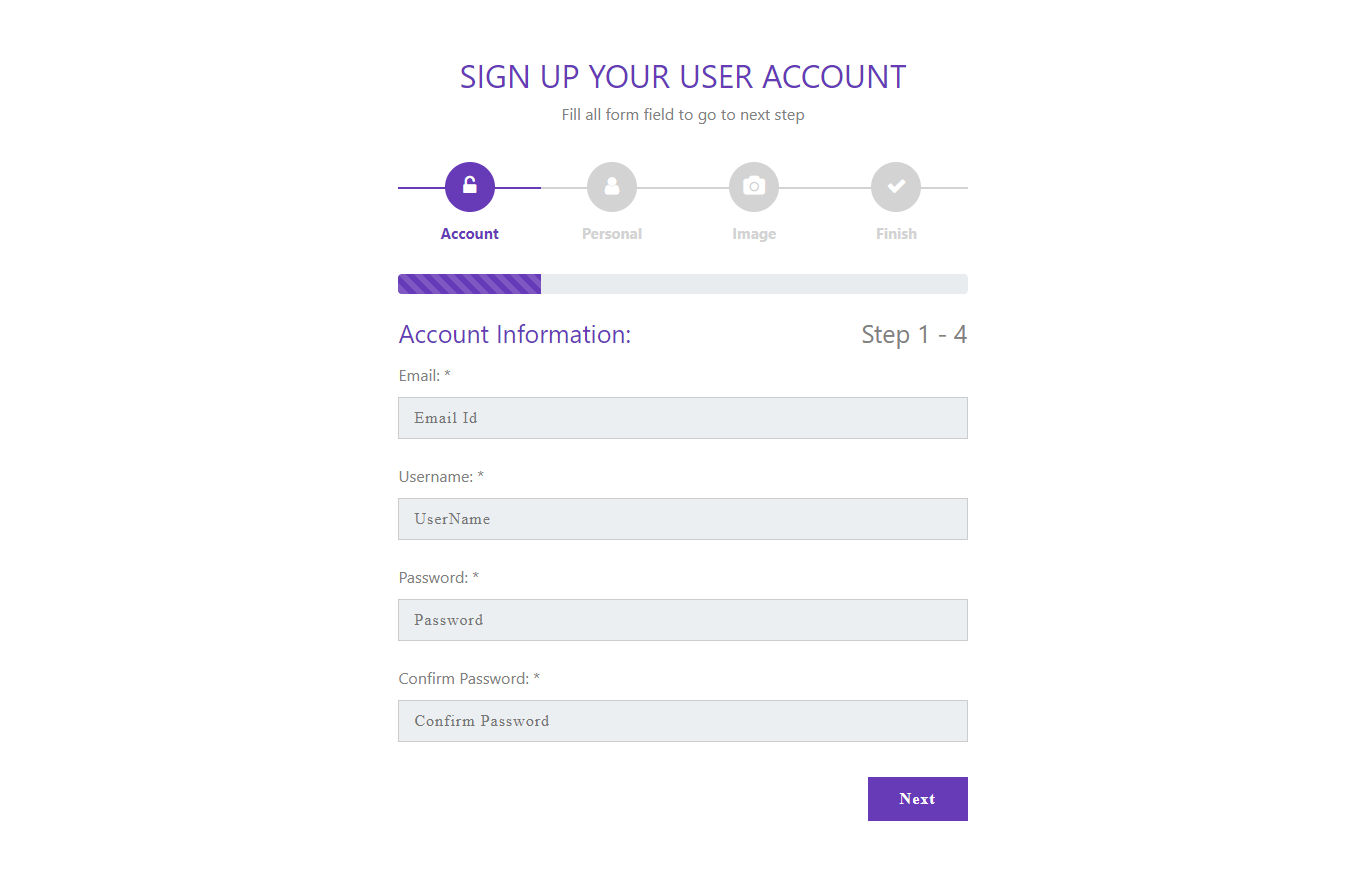 SIGN UP YOUR USER ACCOUNT
Fill all form field to go to next step
Account Personal Image Finish
Account Information: Step 1 - 4
Email: *
Email Id
Username: *
UserName
Password: *
Password
Confirm Password: *
Confirm Password
Next